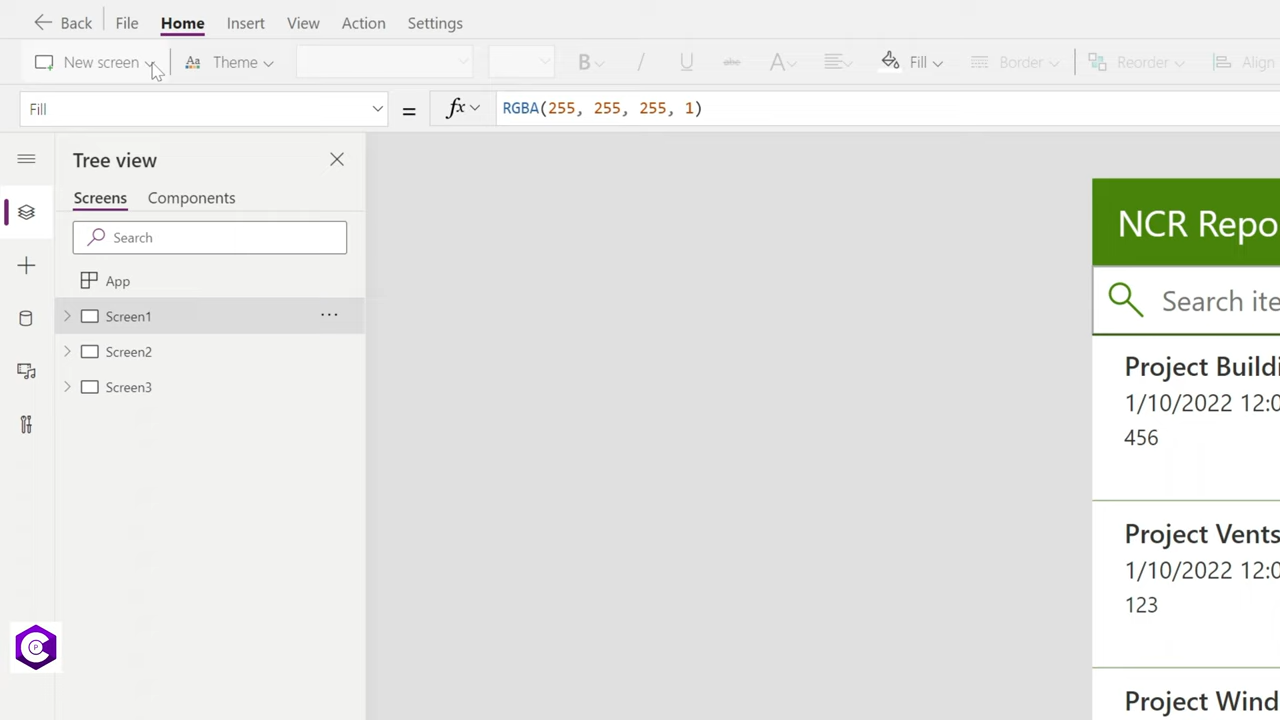 Back File Home Insert View Action Settings
New screen Theme B / U abc A Fill Border Reorder Align
Fill = fx RGBA(255, 255, 255, 1)
Tree view
Screens Components
Search
App
Screen1 ...
Screen2
Screen3
NCR Repo
Search ite
Project Buildi
1/10/2022 12:0
456
Project Vents
1/10/2022 12:0
123
Project Wind